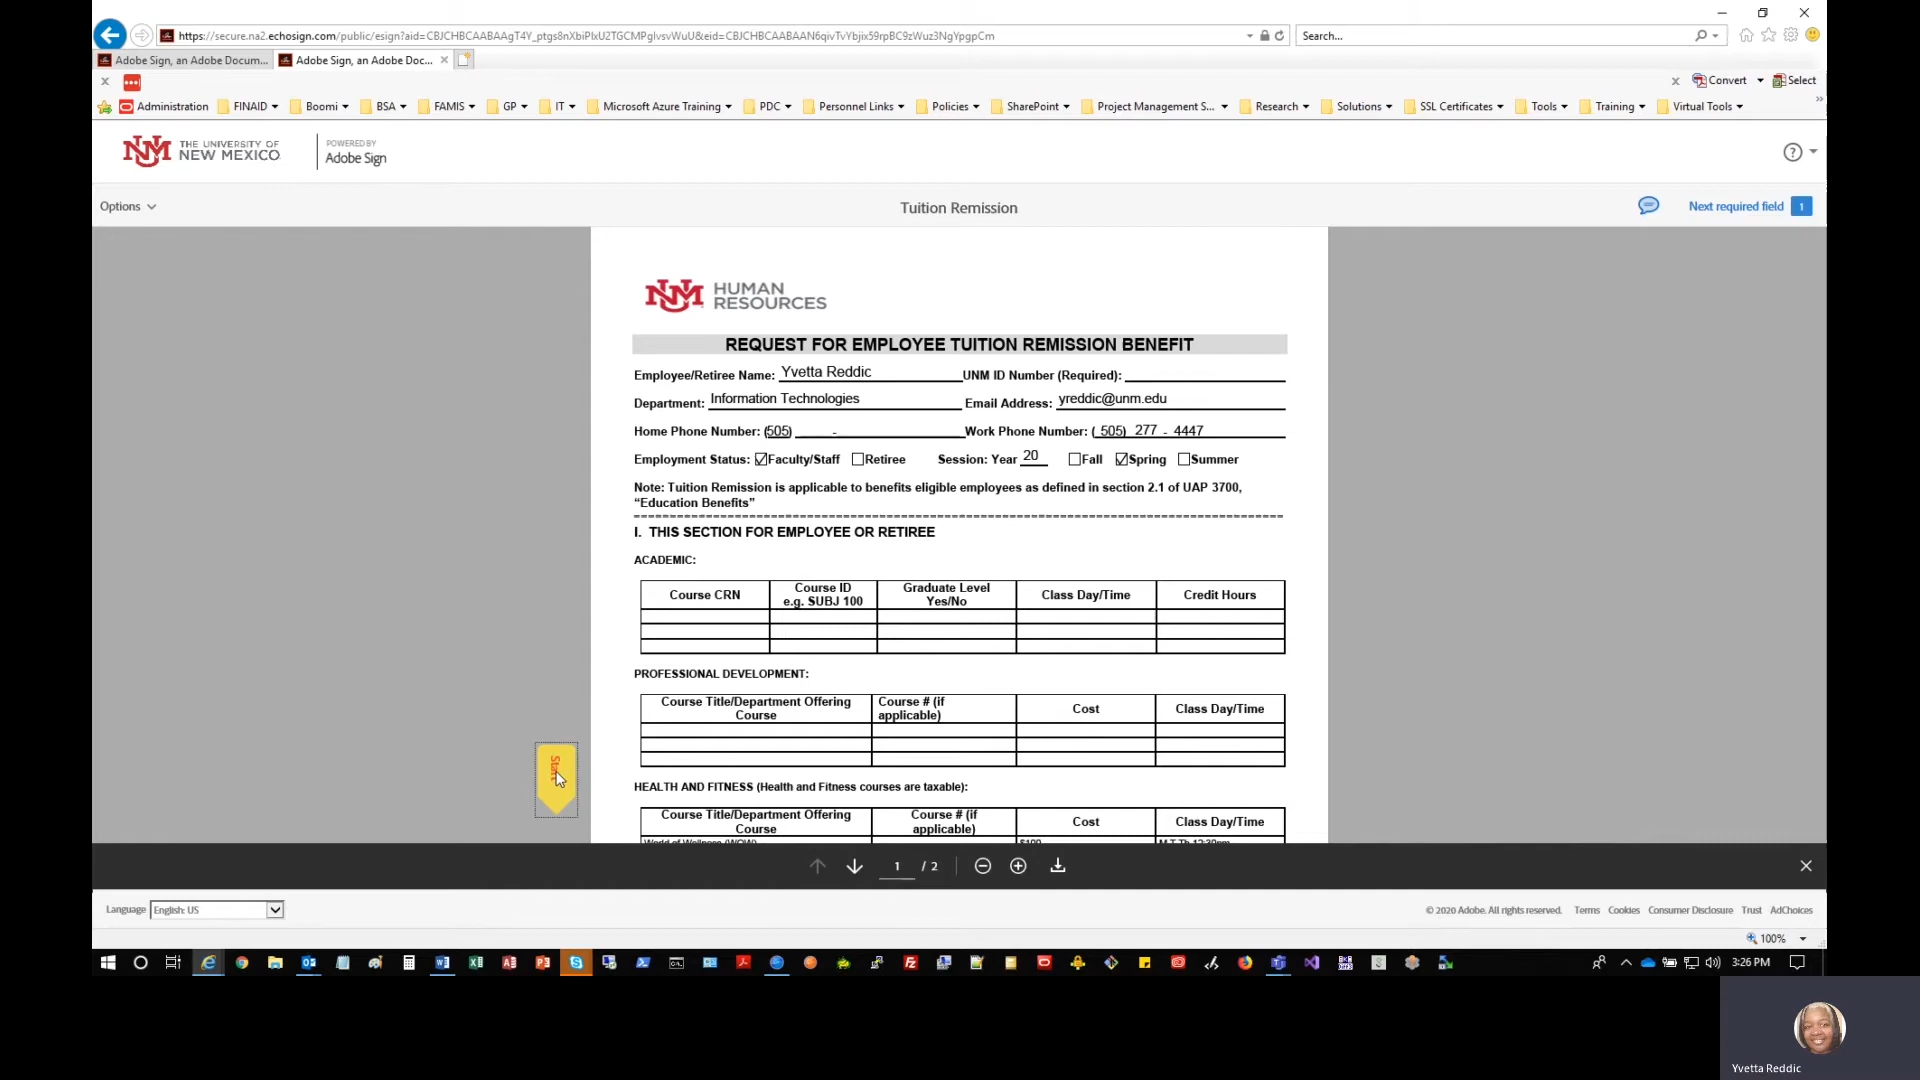 https://secure.na2.echosign.com/public/esign?aid=CBJCHBCAABAAgT4Y_ptgs8nXbiPlxU2TGCMPglvsvWuU&eid=CBJCHBCAABAAN6qivTvYbjix59rpBC9zWuz3NgYpgpCm
Search...
Adobe Sign, an Adobe Docum... Adobe Sign, an Adobe Doc...
Convert Select
Administration FINAID Boomi BSA FAMIS GP IT Microsoft Azure Training PDC Personnel Links Policies SharePoint Project Management S... Research Solutions SSL Certificates Tools Training Virtual Tools
THE UNIVERSITY OF
NEW MEXICO
POWERED BY
Adobe Sign
Options
Tuition Remission
Next required field 1
HUMAN
RESOURCES
REQUEST FOR EMPLOYEE TUITION REMISSION BENEFIT
Employee/Retiree Name: Yvetta Reddic UNM ID Number (Required):
Department: Information Technologies Email Address: yreddic@unm.edu
Home Phone Number: (505) - Work Phone Number: ( 505) 277 - 4447
Employment Status: Faculty/Staff Retiree Session: Year 20 Fall Spring Summer
Note: Tuition Remission is applicable to benefits eligible employees as defined in section 2.1 of UAP 3700,
“Education Benefits”
I. THIS SECTION FOR EMPLOYEE OR RETIREE
ACADEMIC:
Course CRN Course ID Graduate Level Class Day/Time Credit Hours
e.g. SUBJ 100 Yes/No
PROFESSIONAL DEVELOPMENT:
Course Title/Department Offering Course # (if Cost Class Day/Time
Course applicable)
Start
HEALTH AND FITNESS (Health and Fitness courses are taxable):
Course Title/Department Offering Course # (if Cost Class Day/Time
Course applicable)
World of Wellness (WOW) $100 M,T,Th 12:30pm
1 / 2
Language English: US
© 2020 Adobe. All rights reserved. Terms Cookies Consumer Disclosure Trust AdChoices
100%
3:26 PM
Yvetta Reddic